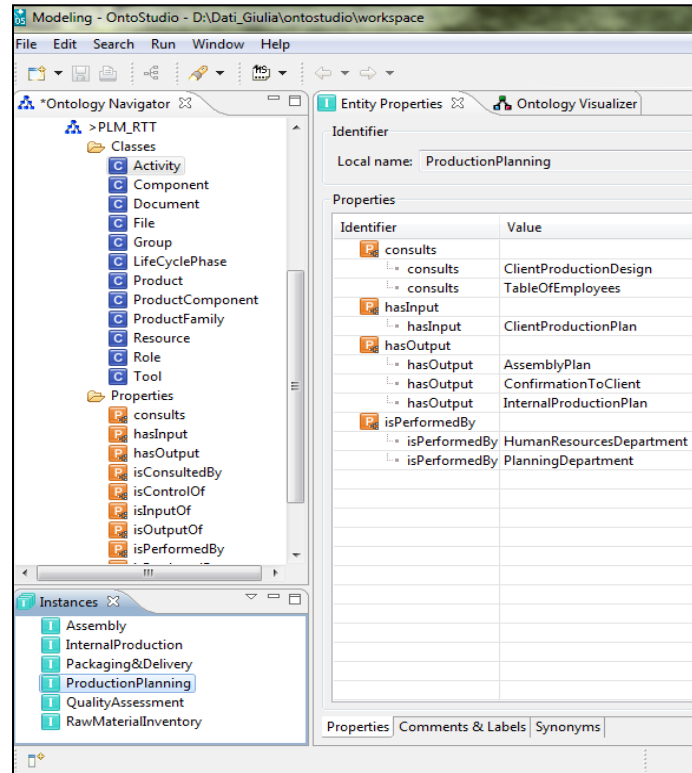 Modeling - OntoStudio - D:\Dati_Giulia\ontostudio\workspace
File Edit Search Run Window Help
*Ontology Navigator
>PLM_RTT
Classes
Activity
Component
Document
File
Group
LifeCyclePhase
Product
ProductComponent
ProductFamily
Resource
Role
Tool
Properties
consults
hasInput
hasOutput
isConsultedBy
isControlOf
isInputOf
isOutputOf
isPerformedBy
Instances
Assembly
InternalProduction
Packaging&Delivery
ProductionPlanning
QualityAssessment
RawMaterialInventory
Entity Properties Ontology Visualizer
Identifier
Local name: ProductionPlanning
Properties
Identifier Value
consults
consults ClientProductionDesign
consults TableOfEmployees
hasInput
hasInput ClientProductionPlan
hasOutput
hasOutput AssemblyPlan
hasOutput ConfirmationToClient
hasOutput InternalProductionPlan
isPerformedBy
isPerformedBy HumanResourcesDepartment
isPerformedBy PlanningDepartment
Properties Comments & Labels Synonyms